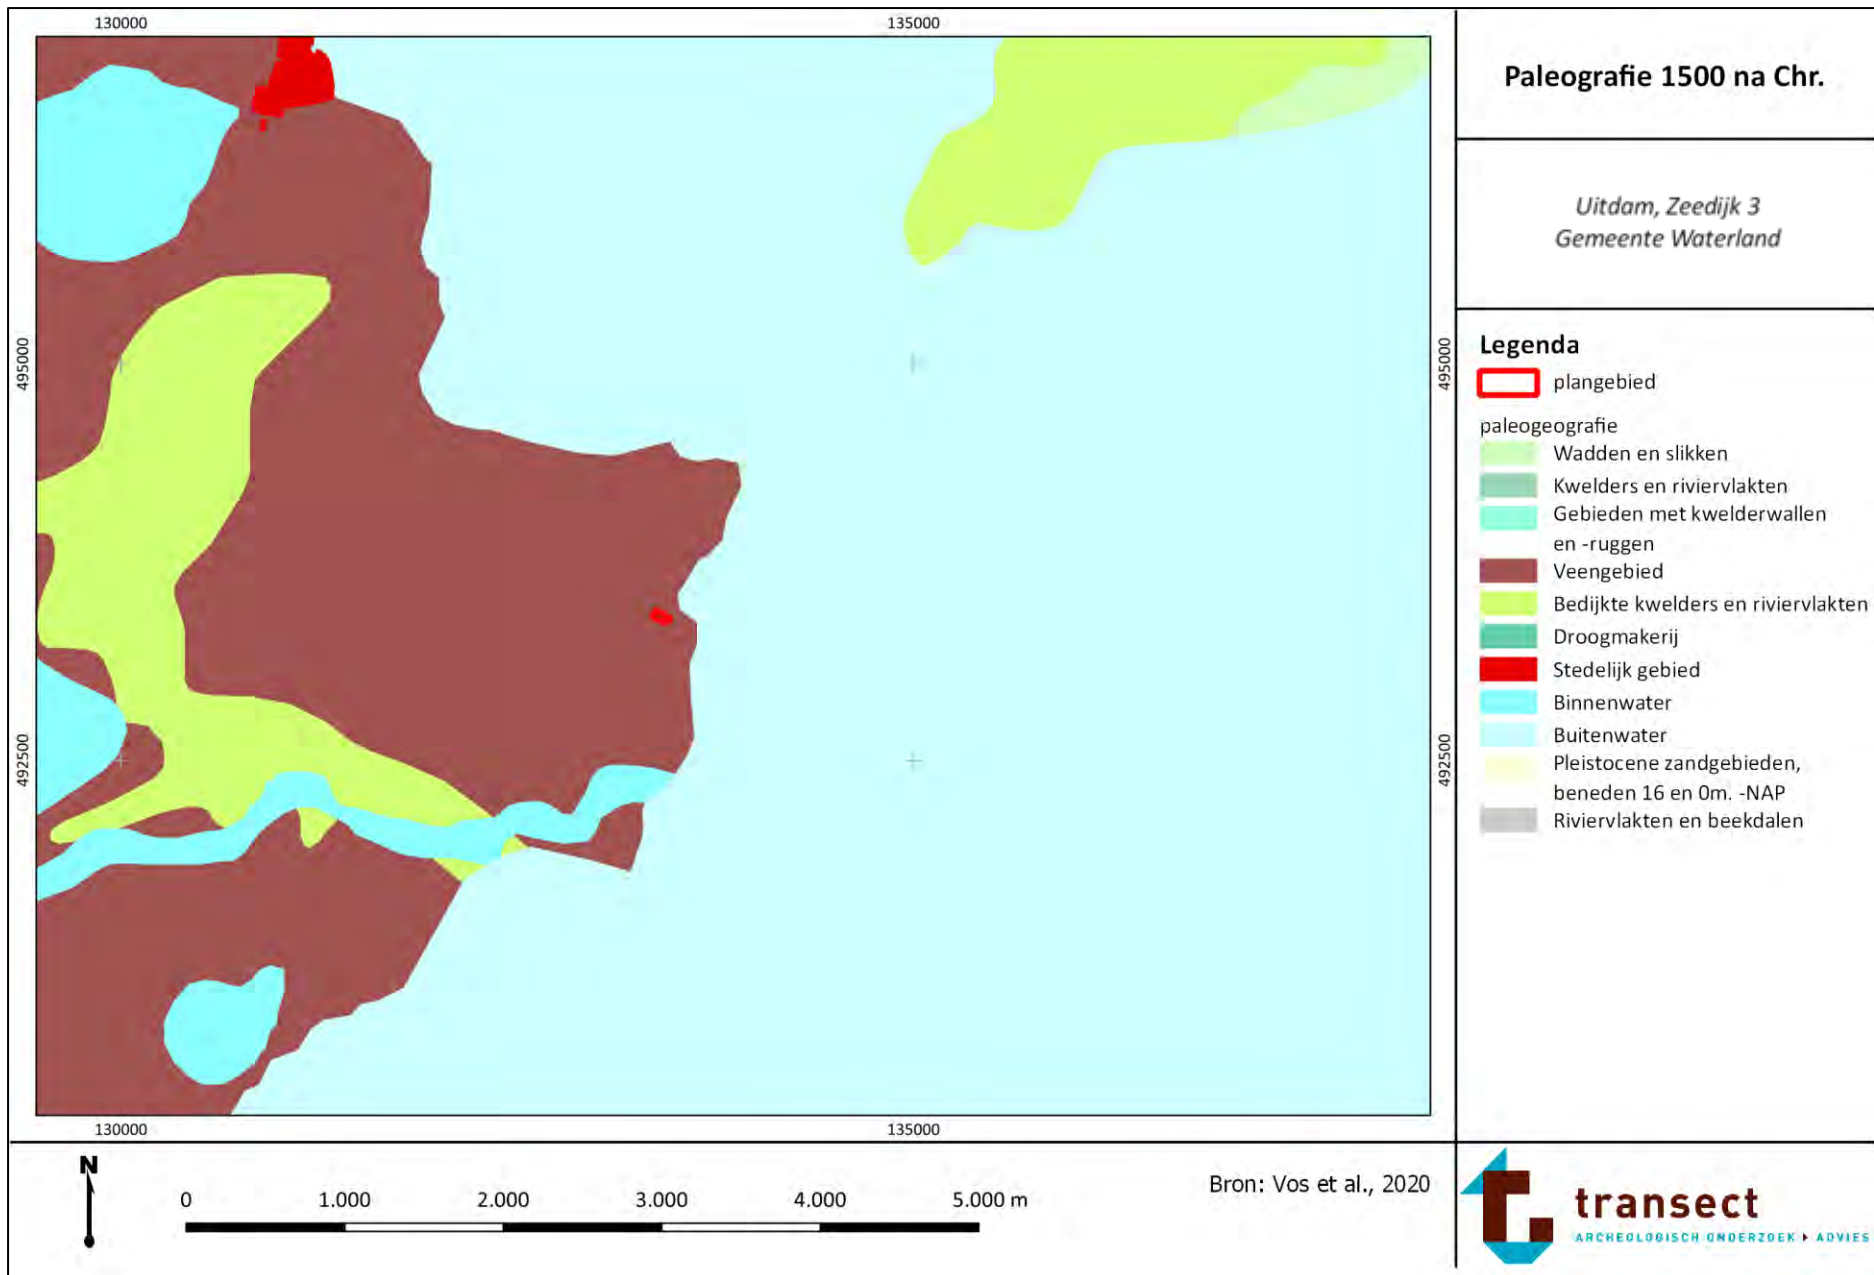 130000
135000
495000
492500
495000
492500
130000
135000
Paleografie 1500 na Chr.
Uitdam, Zeedijk 3
Gemeente Waterland
Legenda
plangebied
paleogeografie
Wadden en slikken
Kwelders en riviervlakten
Gebieden met kwelderwallen
en -ruggen
Veengebied
Bedijkte kwelders en riviervlakten
Droogmakerij
Stedelijk gebied
Binnenwater
Buitenwater
Pleistocene zandgebieden,
beneden 16 en 0m. -NAP
Riviervlakten en beekdalen
N
0 1.000 2.000 3.000 4.000 5.000 m
Bron: Vos et al., 2020
transect
ARCHEOLOGISCH ONDERZOEK ▸ ADVIES